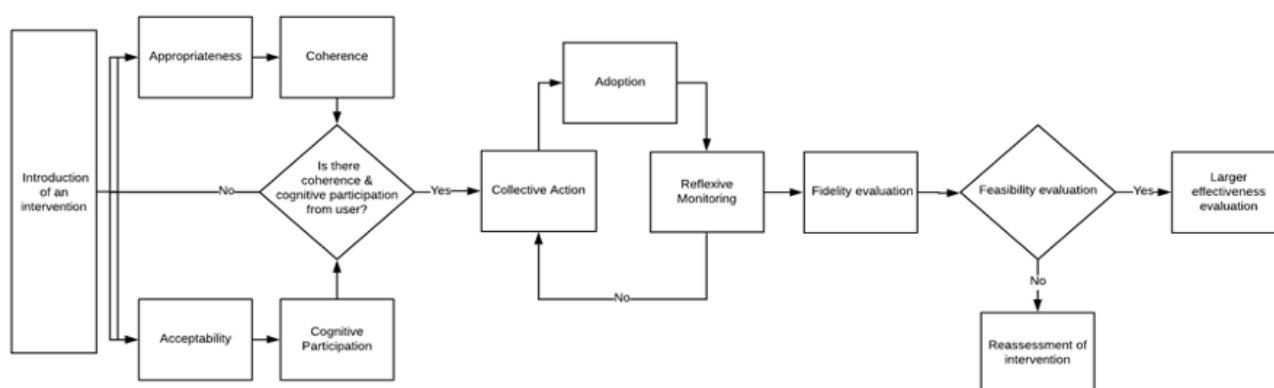 Introduction
of an
intervention
Appropriateness
Coherence
Is there
coherence &
cognitive participation
from user?
No
Yes
Acceptability
Cognitive
Participation
Collective Action
Adoption
Reflexive
Monitoring
No
Fidelity evaluation
Feasibility evaluation
Yes
Larger
effectiveness
evaluation
No
Reassessment of
intervention